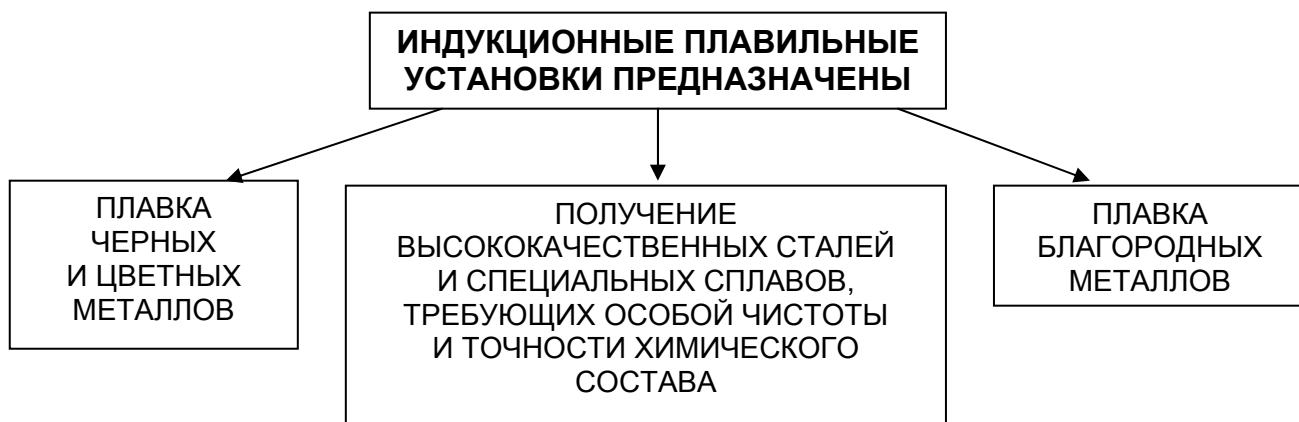 ИНДУКЦИОННЫЕ ПЛАВИЛЬНЫЕ
УСТАНОВКИ ПРЕДНАЗНАЧЕНЫ
ПЛАВКА
ЧЕРНЫХ
И ЦВЕТНЫХ
МЕТАЛЛОВ
ПОЛУЧЕНИЕ
ВЫСОКОКАЧЕСТВЕННЫХ СТАЛЕЙ
И СПЕЦИАЛЬНЫХ СПЛАВОВ,
ТРЕБУЮЩИХ ОСОБОЙ ЧИСТОТЫ
И ТОЧНОСТИ ХИМИЧЕСКОГО
СОСТАВА
ПЛАВКА
БЛАГОРОДНЫХ
МЕТАЛЛОВ